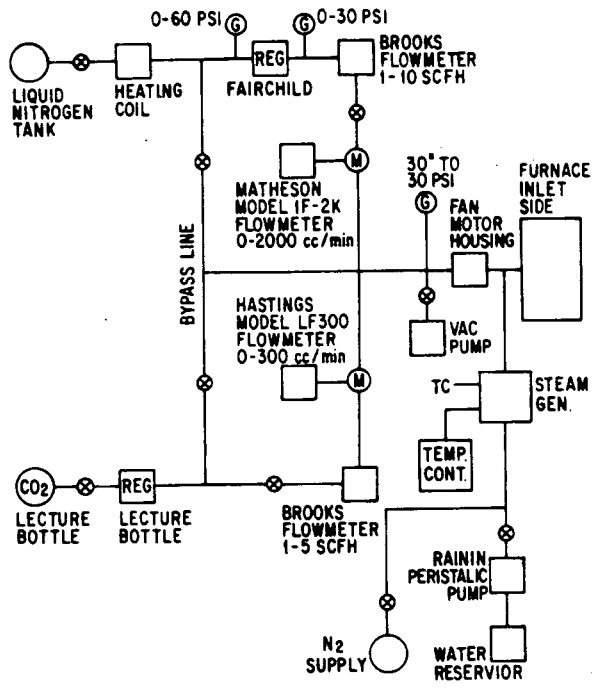 0-60 PSI
G
G
0-30 PSI
REG
FAIRCHILD
BROOKS
FLOWMETER
1-10 SCFH
LIQUID
NITROGEN
TANK
HEATING
COIL
M
MATHESON
MODEL 1F-2K
FLOWMETER
0-2000 cc/min
30" TO
30 PSI
G
FAN
MOTOR
HOUSING
FURNACE
INLET
SIDE
BYPASS LINE
HASTINGS
MODEL LF300
FLOWMETER
0-300 cc/min
M
VAC
PUMP
TC
STEAM
GEN.
TEMP.
CONT.
CO2
LECTURE
BOTTLE
REG
LECTURE
BOTTLE
BROOKS
FLOWMETER
1-5 SCFH
RAININ
PERISTALIC
PUMP
N2
SUPPLY
WATER
RESERVIOR